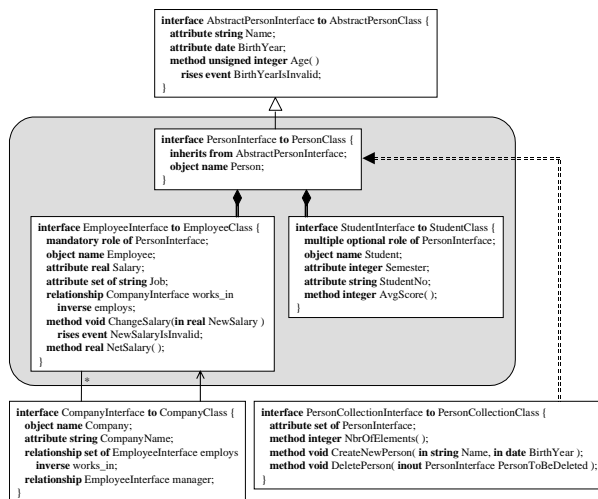 interface AbstractPersonInterface to AbstractPersonClass {
attribute string Name;
attribute date BirthYear;
method unsigned integer Age( )
rises event BirthYearIsInvalid;
}
interface PersonInterface to PersonClass {
inherits from AbstractPersonInterface;
object name Person;
}
interface EmployeeInterface to EmployeeClass {
mandatory role of PersonInterface;
object name Employee;
attribute real Salary;
attribute set of string Job;
relationship CompanyInterface works_in
inverse employs;
method void ChangeSalary(in real NewSalary )
rises event NewSalaryIsInvalid;
method real NetSalary( );
}
interface StudentInterface to StudentClass {
multiple optional role of PersonInterface;
object name Student;
attribute integer Semester;
attribute string StudentNo;
method integer AvgScore( );
}
*
interface CompanyInterface to CompanyClass {
object name Company;
attribute string CompanyName;
relationship set of EmployeeInterface employs
inverse works_in;
relationship EmployeeInterface manager;
}
interface PersonCollectionInterface to PersonCollectionClass {
attribute set of PersonInterface;
method integer NbrOfElements( );
method void CreateNewPerson( in string Name, in date BirthYear );
method void DeletePerson( inout PersonInterface PersonToBeDeleted );
}